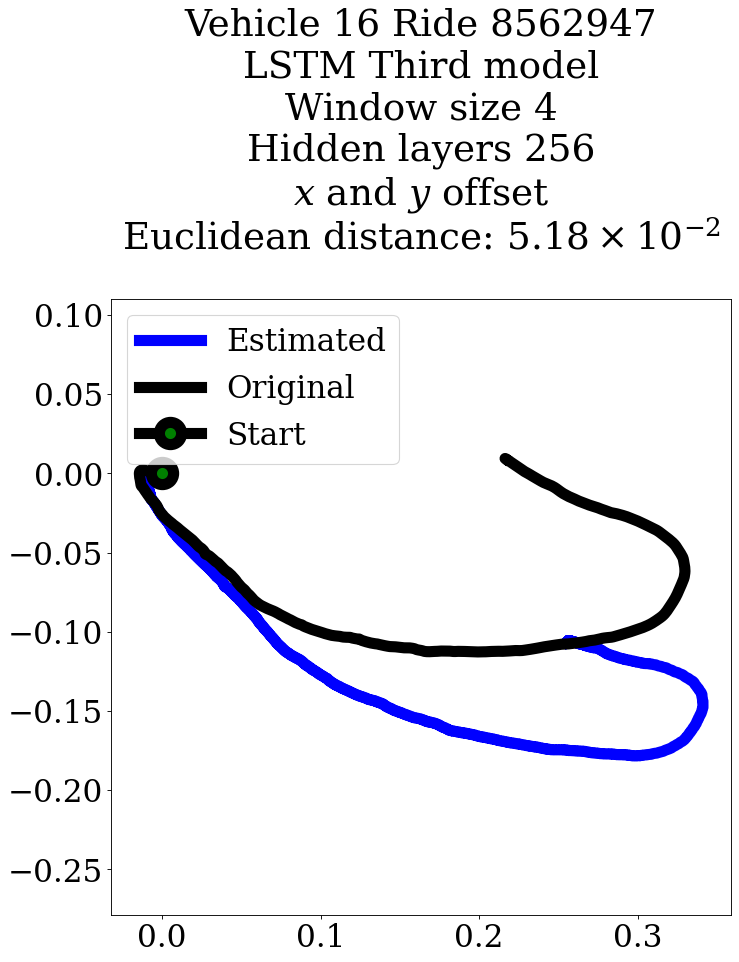 Vehicle 16 Ride 8562947
LSTM Third model
Window size 4
Hidden layers 256
x and y offset
Euclidean distance: 5.18 × 10⁻²
0.10
0.05
0.00
−0.05
−0.10
−0.15
−0.20
−0.25
Estimated
Original
Start
0.0 0.1 0.2 0.3